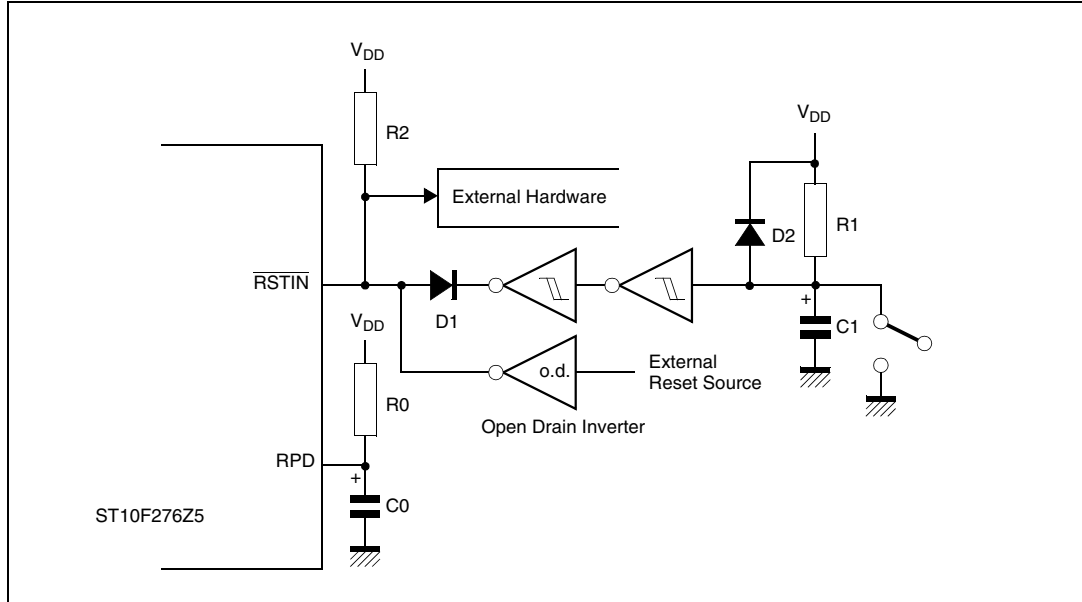 VDD
R2
VDD
External Hardware
D2
R1
RSTIN
D1
+
C1
VDD
o.d.
External
Reset Source
R0
Open Drain Inverter
RPD
+
C0
ST10F276Z5